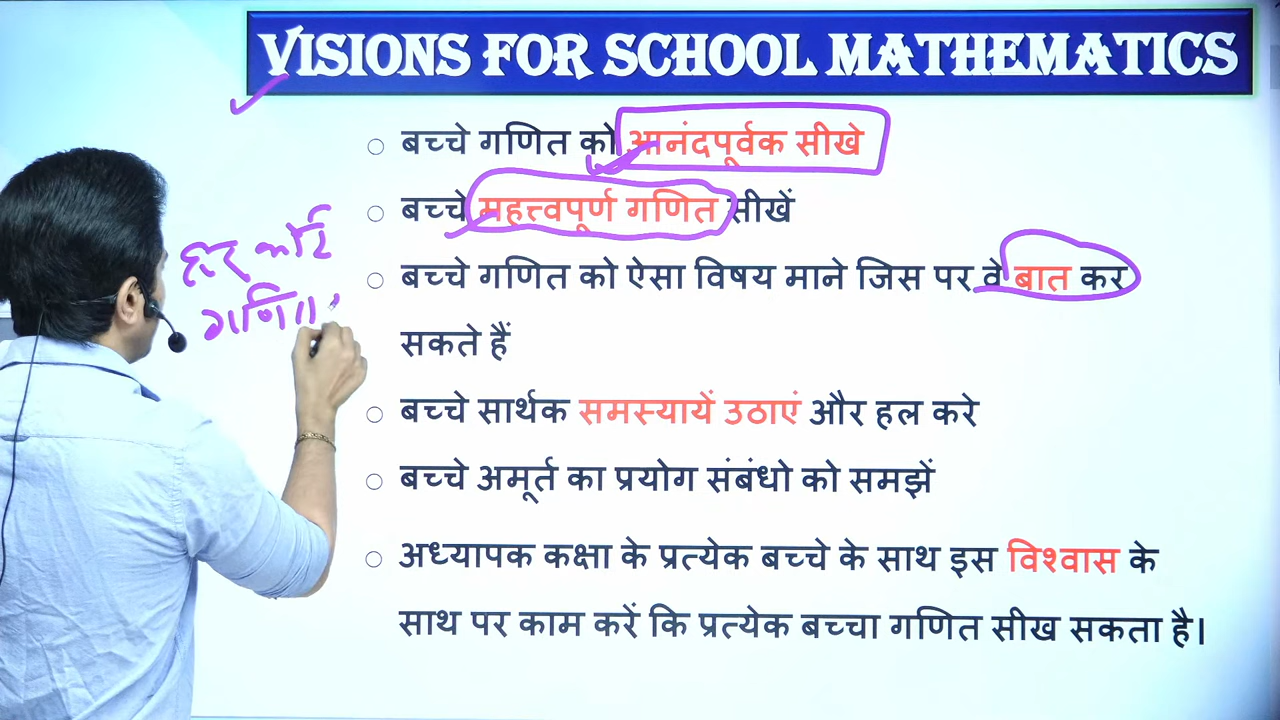 VISIONS FOR SCHOOL MATHEMATICS
बच्चे गणित को आनंदपूर्वक सीखे
बच्चे महत्त्वपूर्ण गणित सीखें
बच्चे गणित को ऐसा विषय माने जिस पर वे बात कर
सकते हैं
बच्चे सार्थक समस्यायें उठाएं और हल करे
बच्चे अमूर्त का प्रयोग संबंधो को समझें
अध्यापक कक्षा के प्रत्येक बच्चे के साथ इस विश्वास के
साथ पर काम करें कि प्रत्येक बच्चा गणित सीख सकता है।
हर कोई